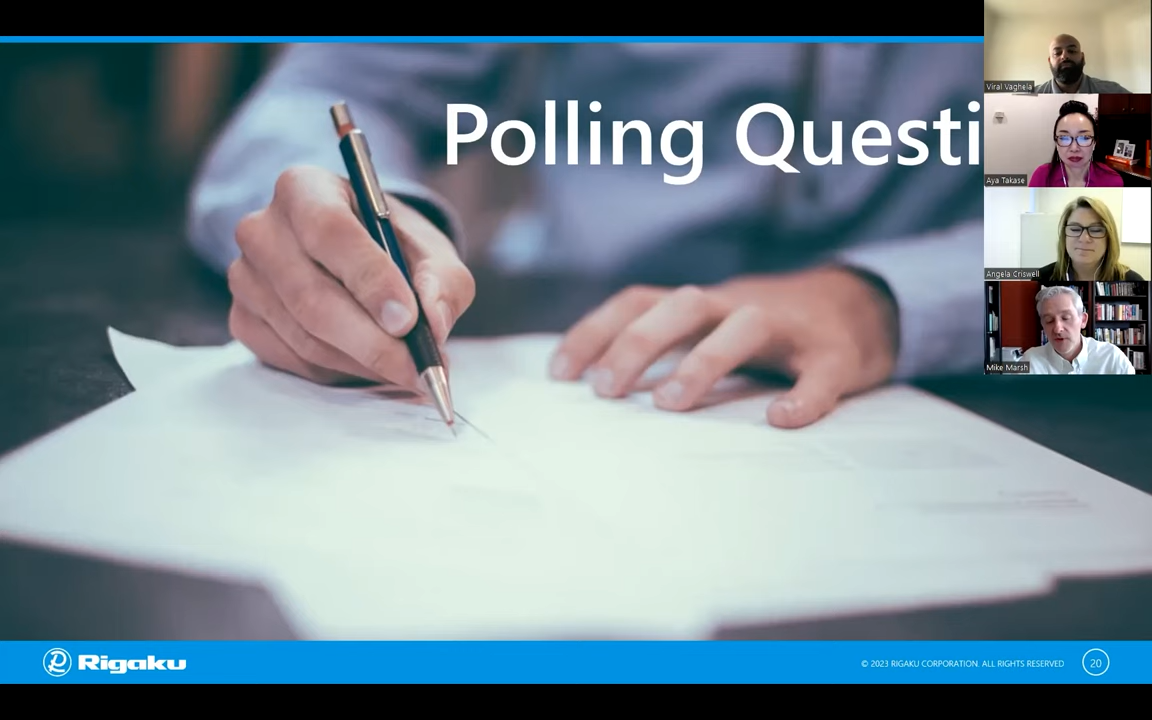 Polling Questi
Viral Vaghela
Aya Takase
Angela Criswell
Mike Marsh
Rigaku
© 2023 RIGAKU CORPORATION. ALL RIGHTS RESERVED
20